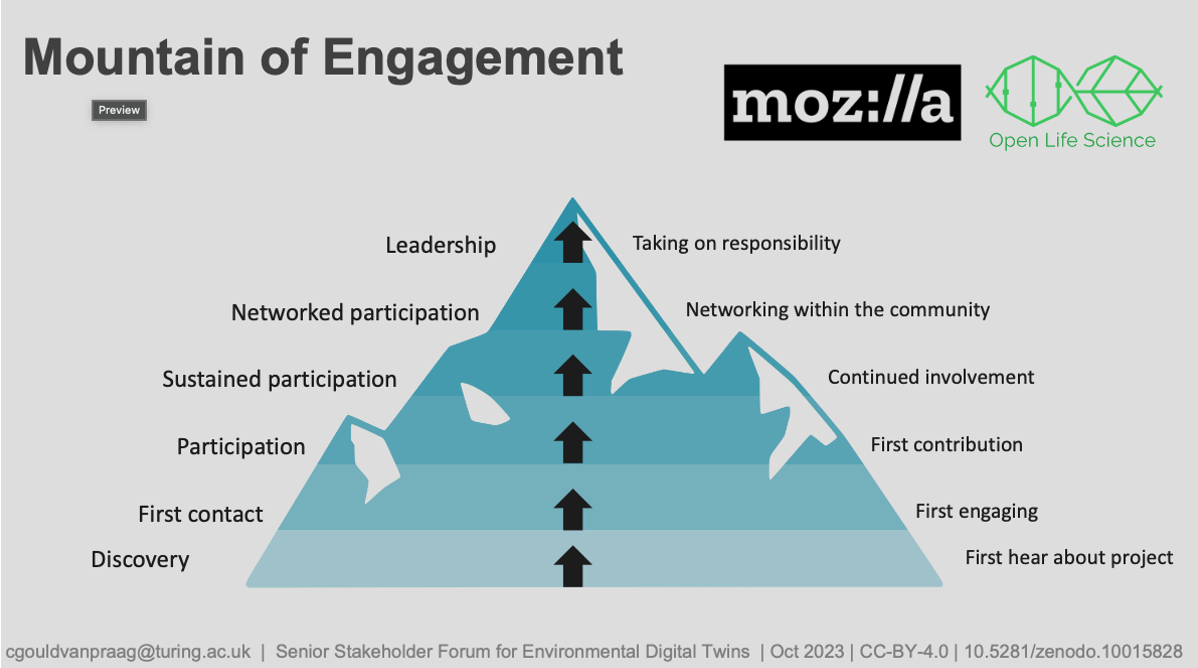 Mountain of Engagement
Preview
moz://a
Open Life Science
Leadership
Taking on responsibility
Networked participation
Networking within the community
Sustained participation
Continued involvement
Participation
First contribution
First contact
First engaging
Discovery
First hear about project
cgouldvanpraag@turing.ac.uk | Senior Stakeholder Forum for Environmental Digital Twins | Oct 2023 | CC-BY-4.0 | 10.5281/zenodo.10015828